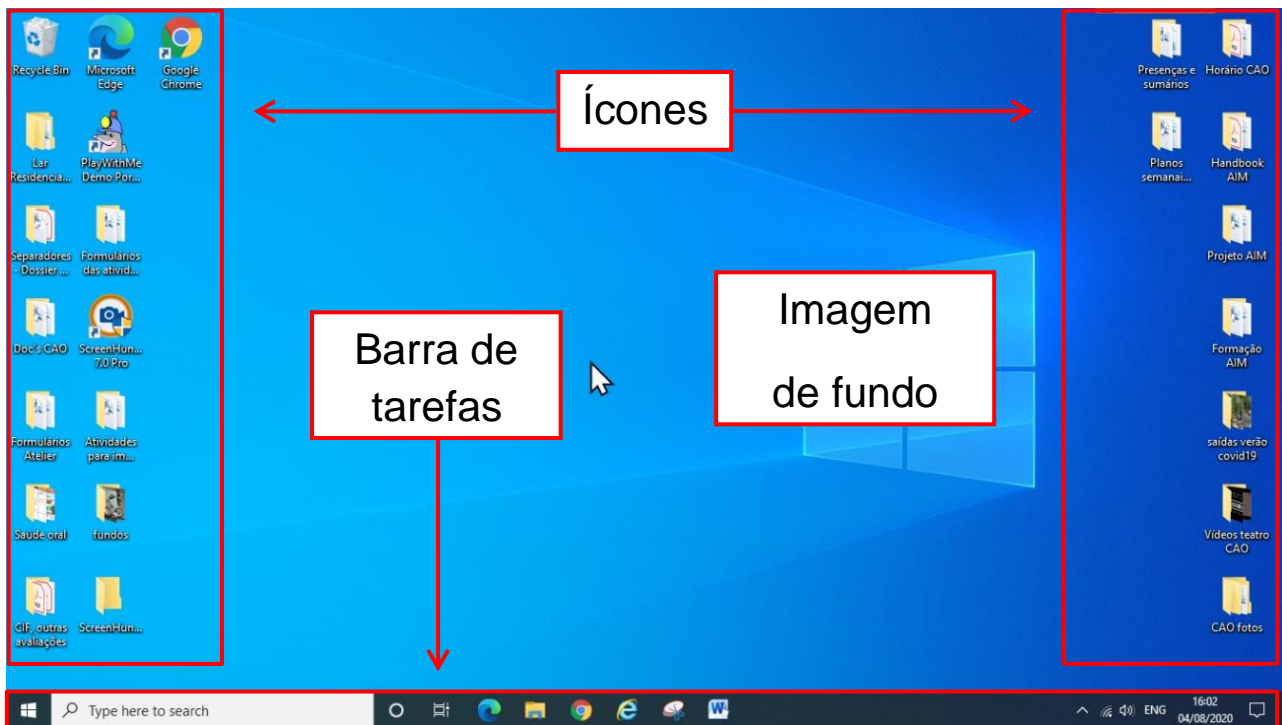 Recycle Bin
Microsoft
Edge
Google
Chrome
Lar
Residencia...
PlayWithMe
Demo Por...
Separadores
- Dossier ...
Formulários
das ativid...
Doc's CAO
ScreenHun...
7.0 Pro
Formulários
Atelier
Atividades
para im...
Saúde oral
fundos
CIF, outras
avaliações
ScreenHun...
Ícones
Barra de
tarefas
Imagem
de fundo
Presenças e
sumários
Horário CAO
Planos
semanai...
Handbook
AIM
Projeto AIM
Formação
AIM
saídas verão
covid19
Vídeos teatro
CAO
CAO fotos
Type here to search
ENG
16:02
04/08/2020